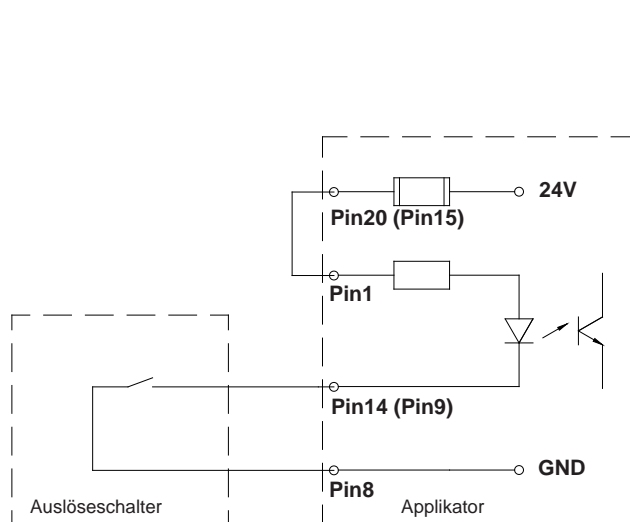 24V
Pin20 (Pin15)
Pin1
Pin14 (Pin9)
GND
Pin8
Auslöseschalter
Applikator